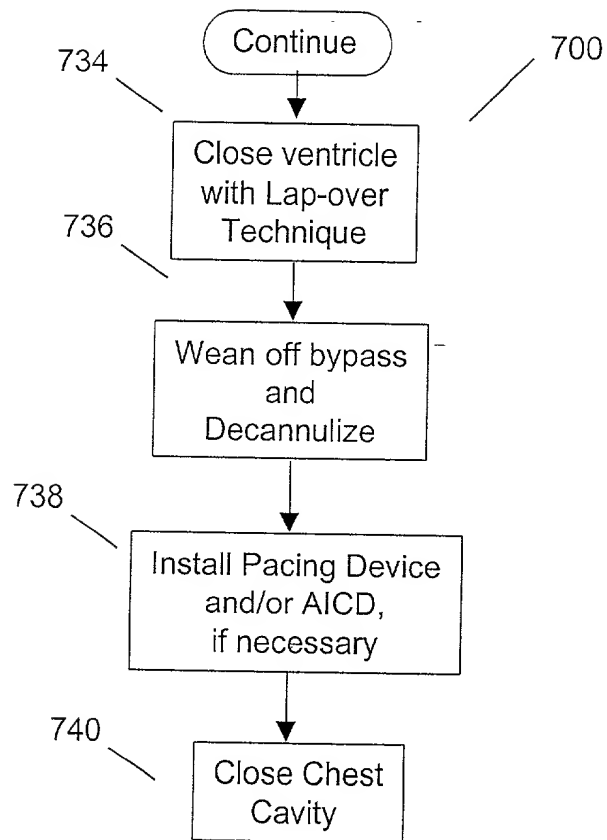 Continue
734
700
Close ventricle
with Lap-over
Technique
736
Wean off bypass
and
Decannulize
738
Install Pacing Device
and/or AICD,
if necessary
740
Close Chest
Cavity